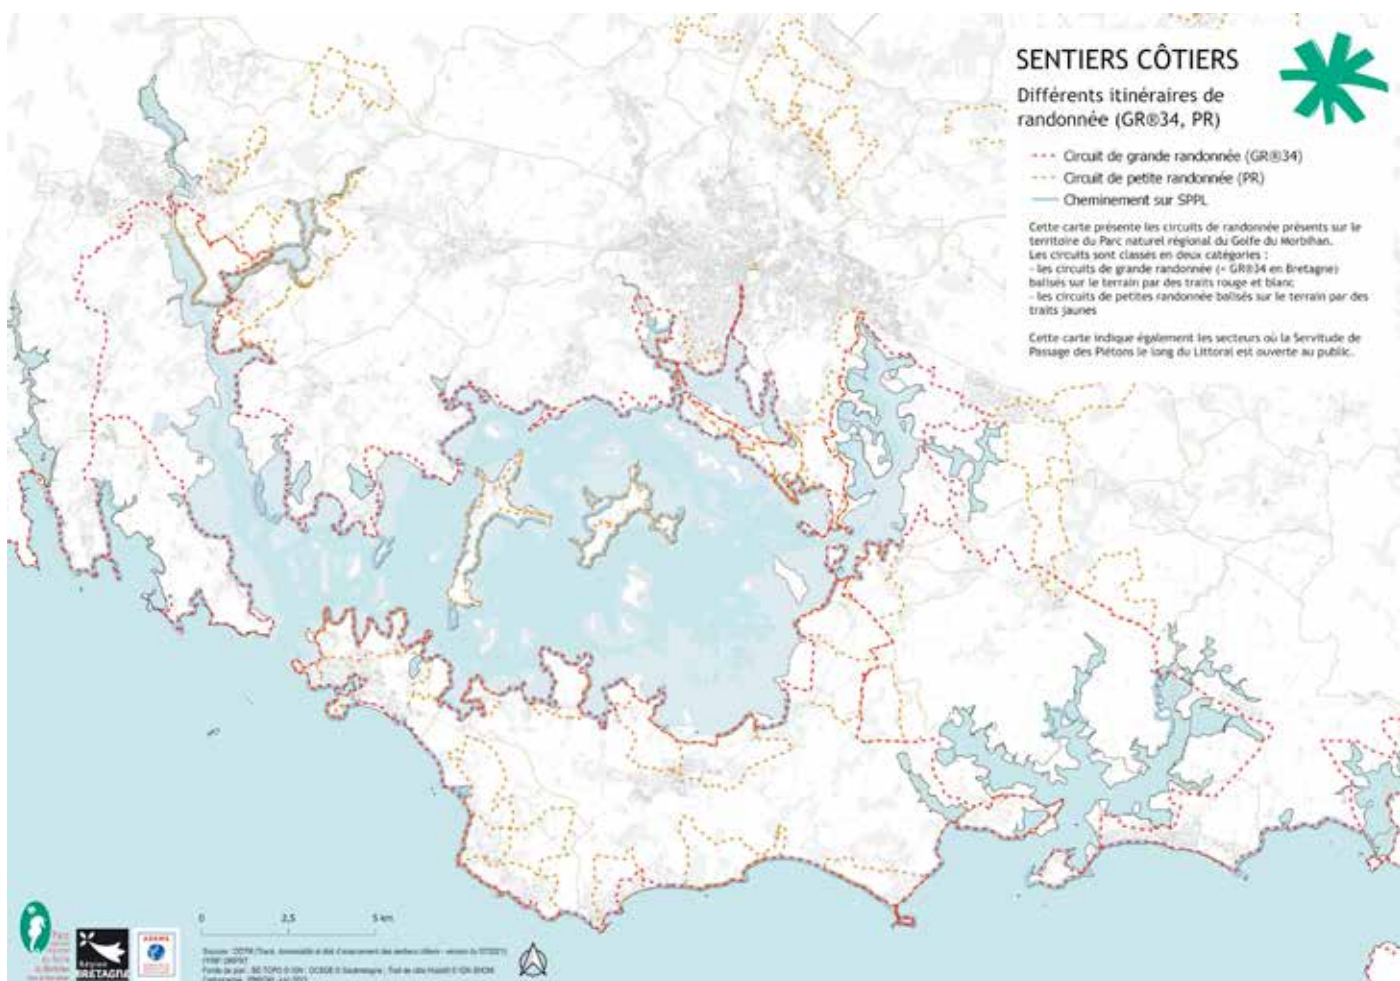 SENTIERS CÔTIERS
Différents itinéraires de
randonnée (GR®34, PR)
Circuit de grande randonnée (GR®34)
Circuit de petite randonnée (PR)
Cheminement sur SPPL
Cette carte présente les circuits de randonnée présents sur le
territoire du Parc naturel régional du Golfe du Morbihan.
Les circuits sont classés en deux catégories :
- les circuits de grande randonnée (= GR®34 en Bretagne)
balisés sur le terrain par des traits rouge et blanc
- les circuits de petites randonnée balisés sur le terrain par des
traits jaunes
Cette carte indique également les secteurs où la Servitude de
Passage des Piétons le long du Littoral est ouverte au public.
0 2,5 5 km
Parc
Région
BRETAGNE
ADEME